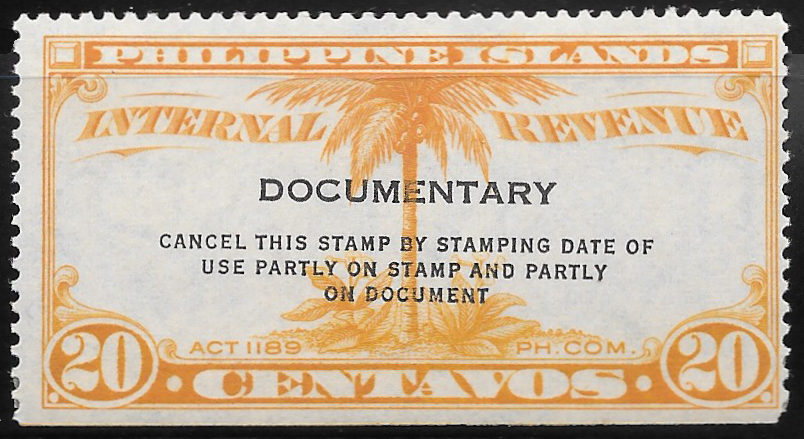 PHILIPPINE ISLANDS
INTERNAL REVENUE
DOCUMENTARY
CANCEL THIS STAMP BY STAMPING DATE OF
USE PARTLY ON STAMP AND PARTLY
ON DOCUMENT
ACT 1189 PH. COM.
20 · CENTAVOS · 20